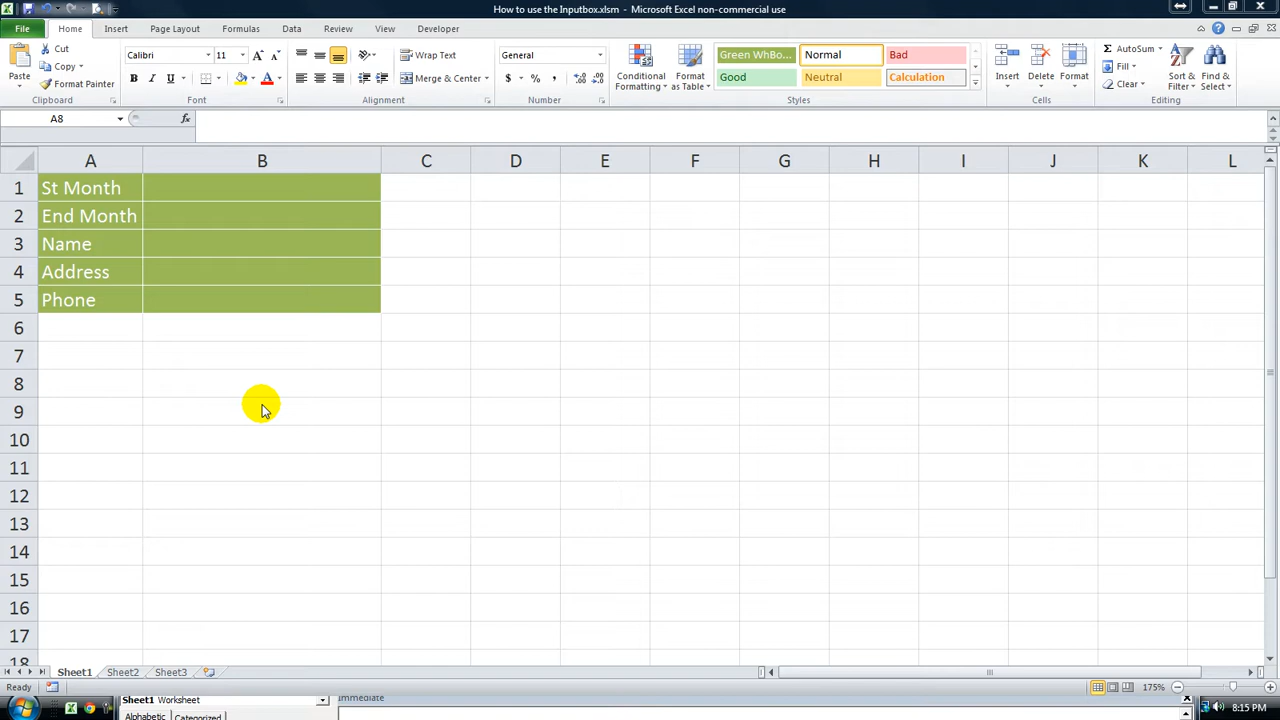 How to use the Inputbox.xlsm - Microsoft Excel non-commercial use
File Home Insert Page Layout Formulas Data Review View Developer
Paste Cut Copy Format Painter Clipboard
Calibri 11 B I U A Font
Wrap Text Merge & Center Alignment
General $ % , Number
Conditional Formatting Format as Table
Green WhBo... Normal Bad
Good Neutral Calculation
Styles
Insert Delete Format Cells
AutoSum Fill Clear Sort & Filter Find & Select Editing
A8 fx
A B C D E F G H I J K L
1 St Month
2 End Month
3 Name
4 Address
5 Phone
6
7
8
9
10
11
12
13
14
15
16
17
18
Sheet1 Sheet2 Sheet3
Ready 175%
Sheet1 Worksheet Immediate
Alphabetic Categorized
8:15 PM